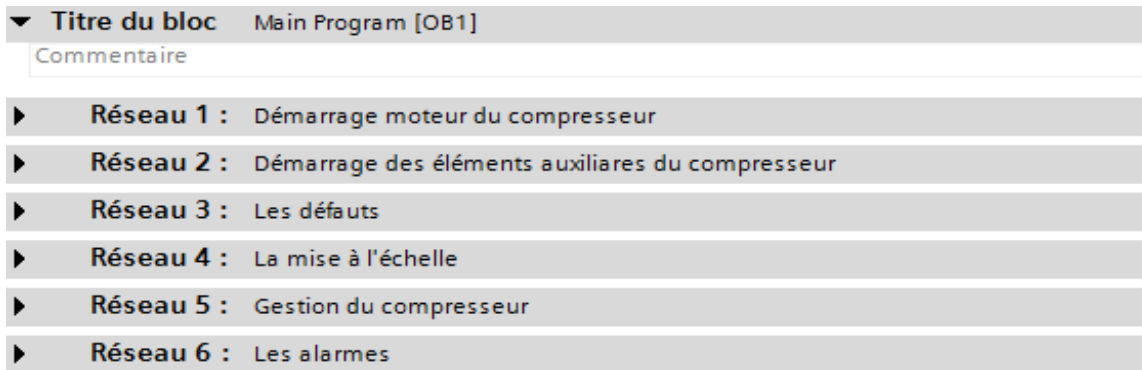 Titre du bloc Main Program [OB1]
Commentaire
Réseau 1 : Démarrage moteur du compresseur
Réseau 2 : Démarrage des éléments auxiliares du compresseur
Réseau 3 : Les défauts
Réseau 4 : La mise à l'échelle
Réseau 5 : Gestion du compresseur
Réseau 6 : Les alarmes